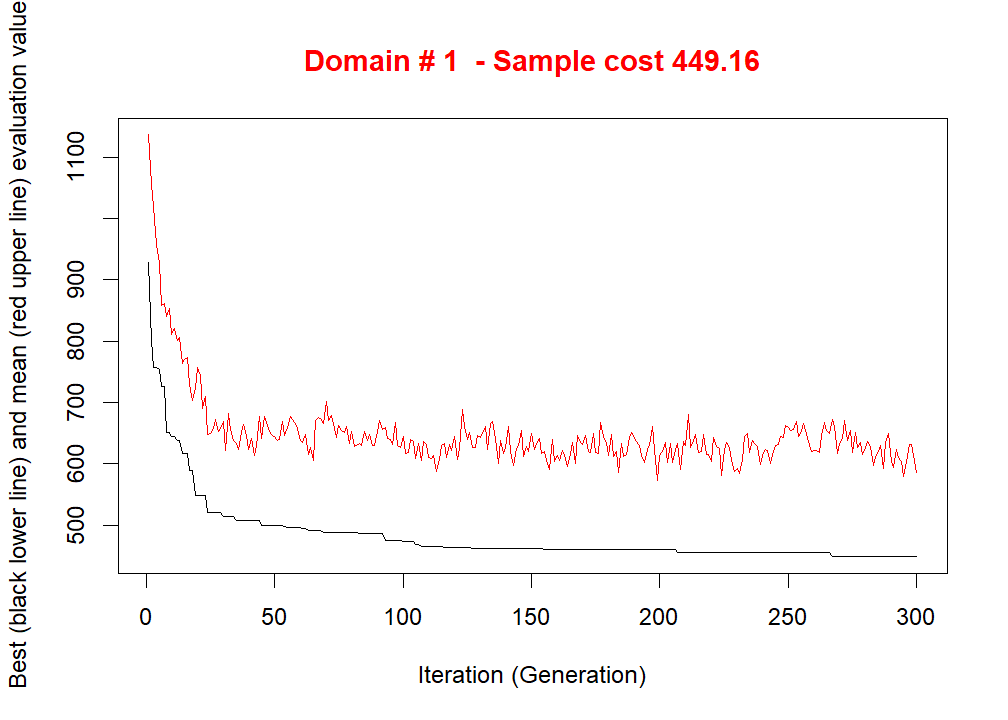 Domain # 1  - Sample cost 449.16
Best (black lower line) and mean (red upper line) evaluation value
1100
900
800
700
600
500
0 50 100 150 200 250 300
Iteration (Generation)